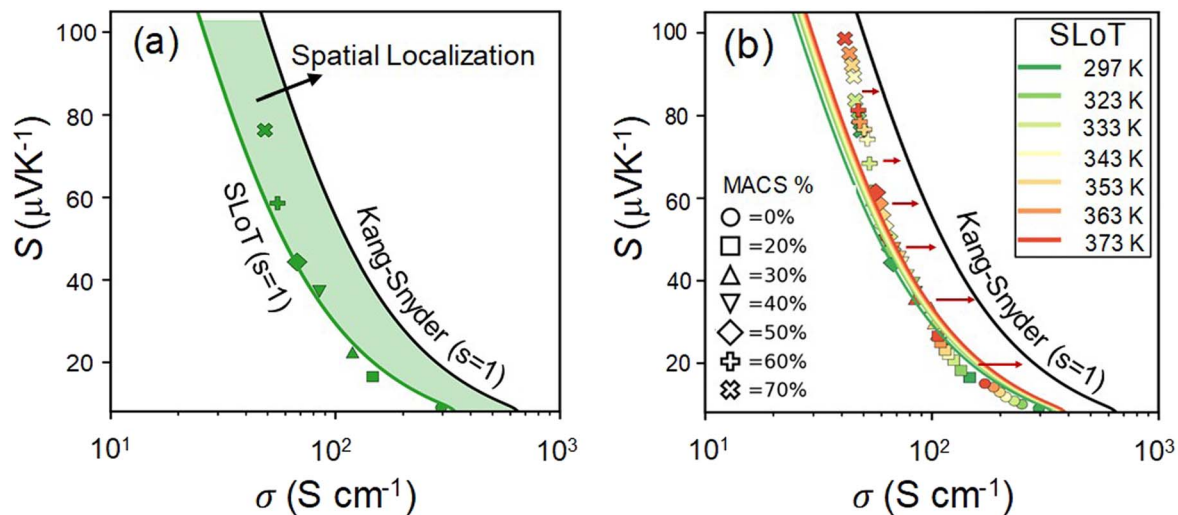 (a)
Spatial Localization
SLoT (s=1)
Kang-Snyder (s=1)
S (μVK⁻¹)
100
80
60
40
20
10¹
10²
10³
σ (S cm⁻¹)
(b)
SLoT
297 K
323 K
333 K
343 K
353 K
363 K
373 K
MACS %
=0%
=20%
=30%
=40%
=50%
=60%
=70%
Kang-Snyder (s=1)
S (μVK⁻¹)
100
80
60
40
20
10¹
10²
10³
σ (S cm⁻¹)